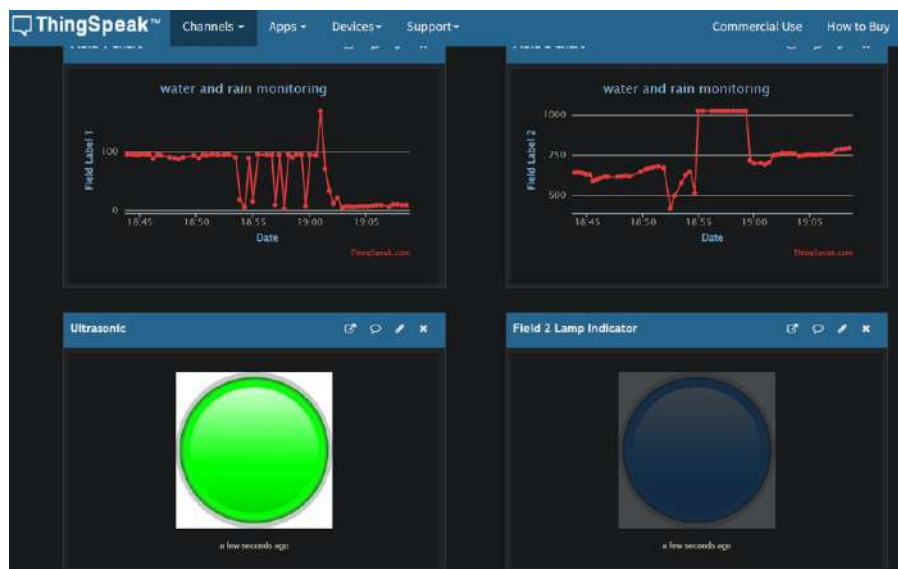 ThingSpeak™ Channels Apps Devices Support Commercial Use How to Buy
water and rain monitoring
Field Label 1
100
0
18:45 18:50 18:55 19:00 19:05
Date
ThingSpeak.com
water and rain monitoring
Field Label 2
1000
750
500
18:45 18:50 18:55 19:00 19:05
Date
ThingSpeak.com
Ultrasonic
a few seconds ago
Field 2 Lamp Indicator
a few seconds ago